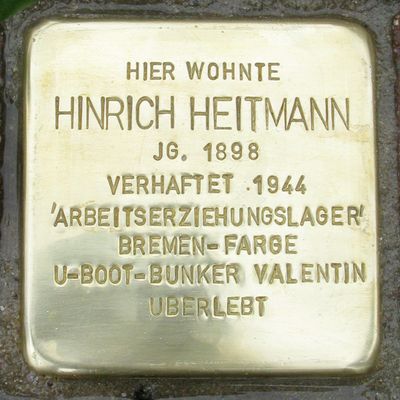 HIER WOHNTE
HINRICH HEITMANN
JG. 1898
VERHAFTET 1944
'ARBEITSERZIEHUNGSLAGER'
BREMEN-FARGE
U-BOOT-BUNKER VALENTIN
ÜBERLEBT